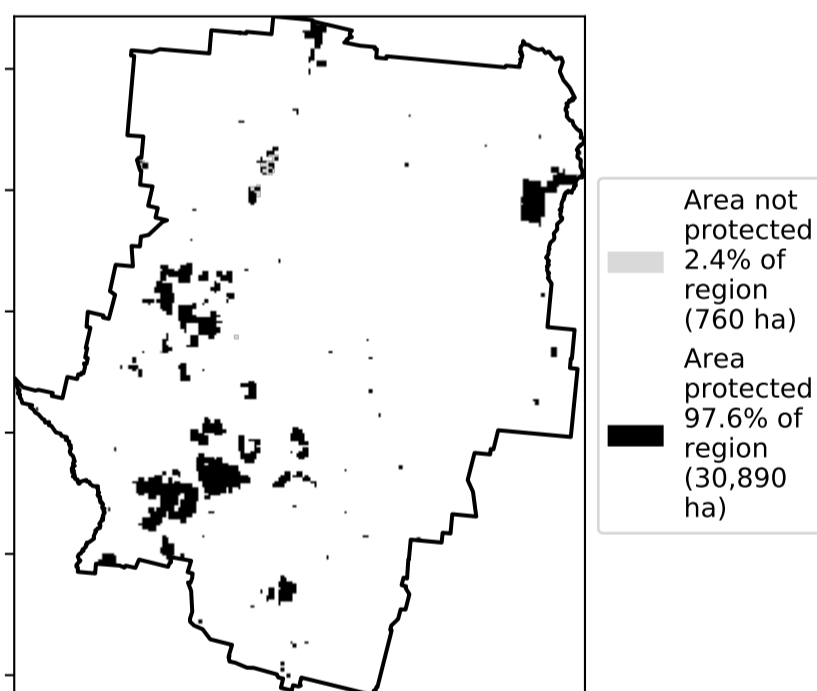 Area not
protected
2.4% of
region
(760 ha)
Area
protected
97.6% of
region
(30,890
ha)